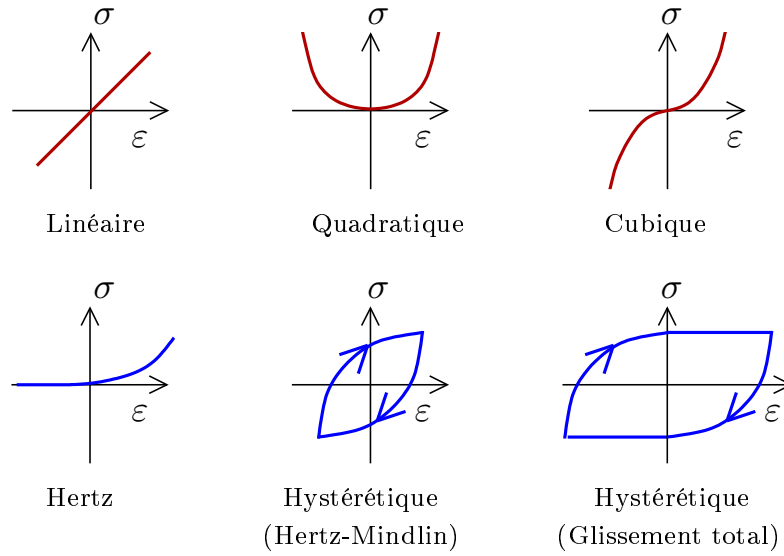 σ σ σ
ε ε ε
Linéaire Quadratique Cubique
σ σ σ
ε ε ε
Hertz Hystérétique Hystérétique
(Hertz-Mindlin) (Glissement total)